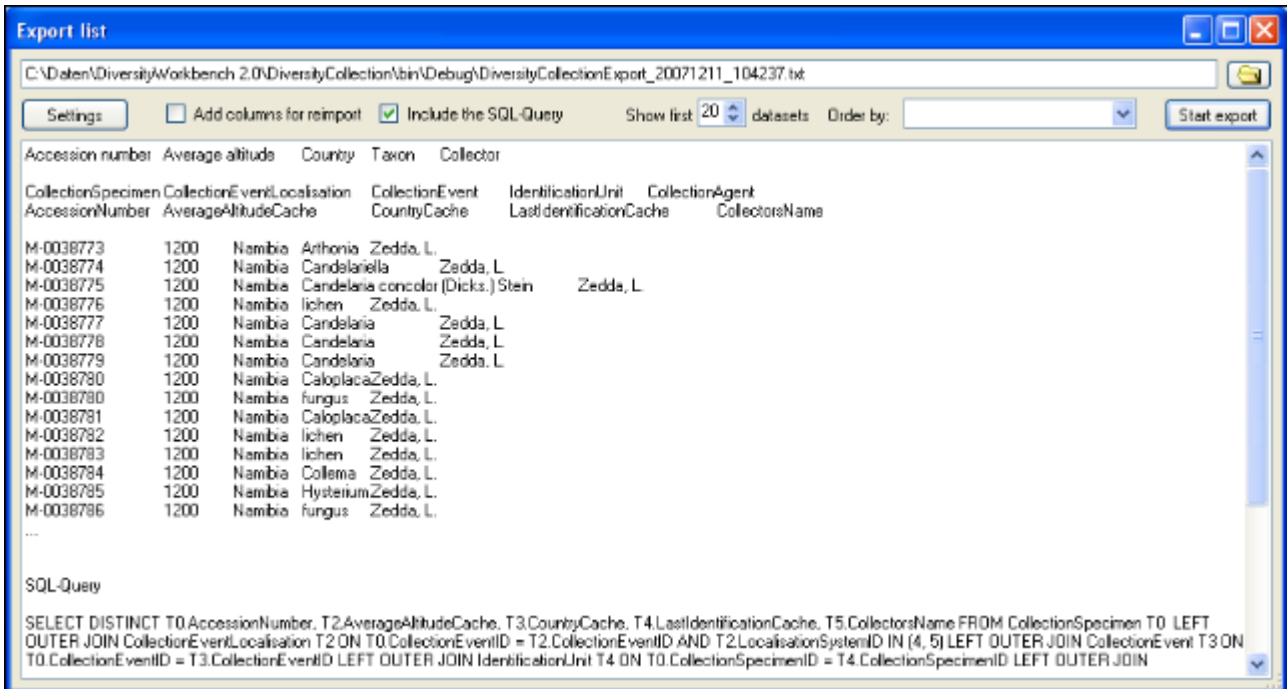 Export list
C:\Daten\DiversityWorkbench 2.0\DiversityCollection\bin\Debug\DiversityCollectionExport_20071211_104237.txt
Settings Add columns for reimport Include the SQL-Query Show first 20 datasets Order by: Start export
Accession number Average altitude Country Taxon Collector
CollectionSpecimen CollectionEventLocalisation CollectionEvent IdentificationUnit CollectionAgent
AccessionNumber AverageAltitudeCache CountryCache LastIdentificationCache CollectorsName
M-0038773 1200 Namibia Arthonia Zedda, L.
M-0038774 1200 Namibia Candelariella Zedda, L.
M-0038775 1200 Namibia Candelaria concolor (Dicks.) Stein Zedda, L.
M-0038776 1200 Namibia lichen Zedda, L.
M-0038777 1200 Namibia Candelaria Zedda, L.
M-0038778 1200 Namibia Candelaria Zedda, L.
M-0038779 1200 Namibia Candelaria Zedda, L.
M-0038780 1200 Namibia Caloplaca Zedda, L.
M-0038780 1200 Namibia fungus Zedda, L.
M-0038781 1200 Namibia Caloplaca Zedda, L.
M-0038782 1200 Namibia lichen Zedda, L.
M-0038783 1200 Namibia lichen Zedda, L.
M-0038784 1200 Namibia Collema Zedda, L.
M-0038785 1200 Namibia Hysterium Zedda, L.
M-0038786 1200 Namibia fungus Zedda, L.
...
SQL-Query
SELECT DISTINCT T0.AccessionNumber, T2.AverageAltitudeCache, T3.CountryCache, T4.LastIdentificationCache, T5.CollectorsName FROM CollectionSpecimen T0 LEFT
OUTER JOIN CollectionEventLocalisation T2 ON T0.CollectionEventID = T2.CollectionEventID AND T2.LocalisationSystemID IN (4, 5) LEFT OUTER JOIN CollectionEvent T3 ON
T0.CollectionEventID = T3.CollectionEventID LEFT OUTER JOIN IdentificationUnit T4 ON T0.CollectionSpecimenID = T4.CollectionSpecimenID LEFT OUTER JOIN